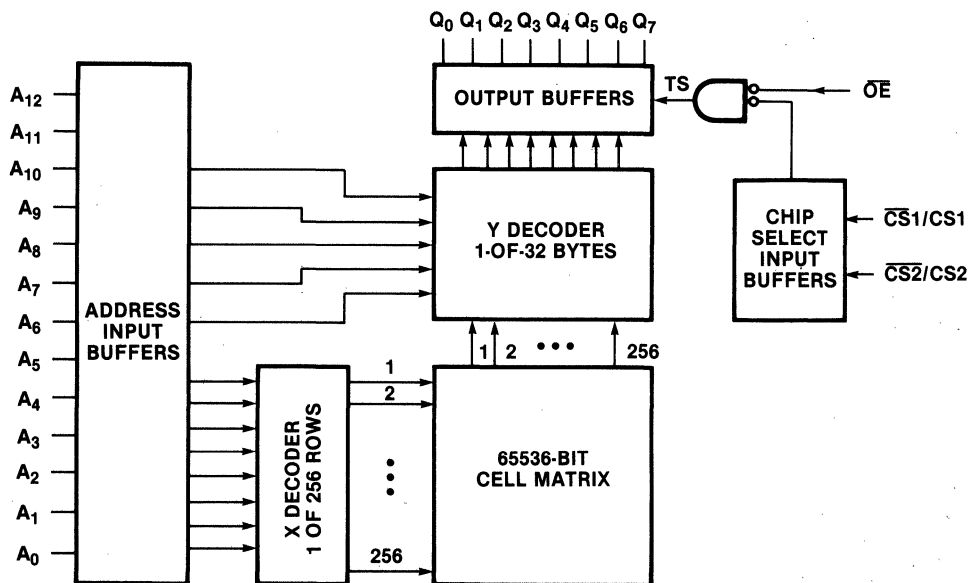 Q0 Q1 Q2 Q3 Q4 Q5 Q6 Q7
OUTPUT BUFFERS
TS
OE
A12
A11
A10
A9
A8
A7
A6
A5
A4
A3
A2
A1
A0
ADDRESS
INPUT
BUFFERS
Y DECODER
1-OF-32 BYTES
CHIP
SELECT
INPUT
BUFFERS
CS1/CS1
CS2/CS2
1 2 ••• 256
X DECODER
1 OF 256 ROWS
1
2
256
65536-BIT
CELL MATRIX